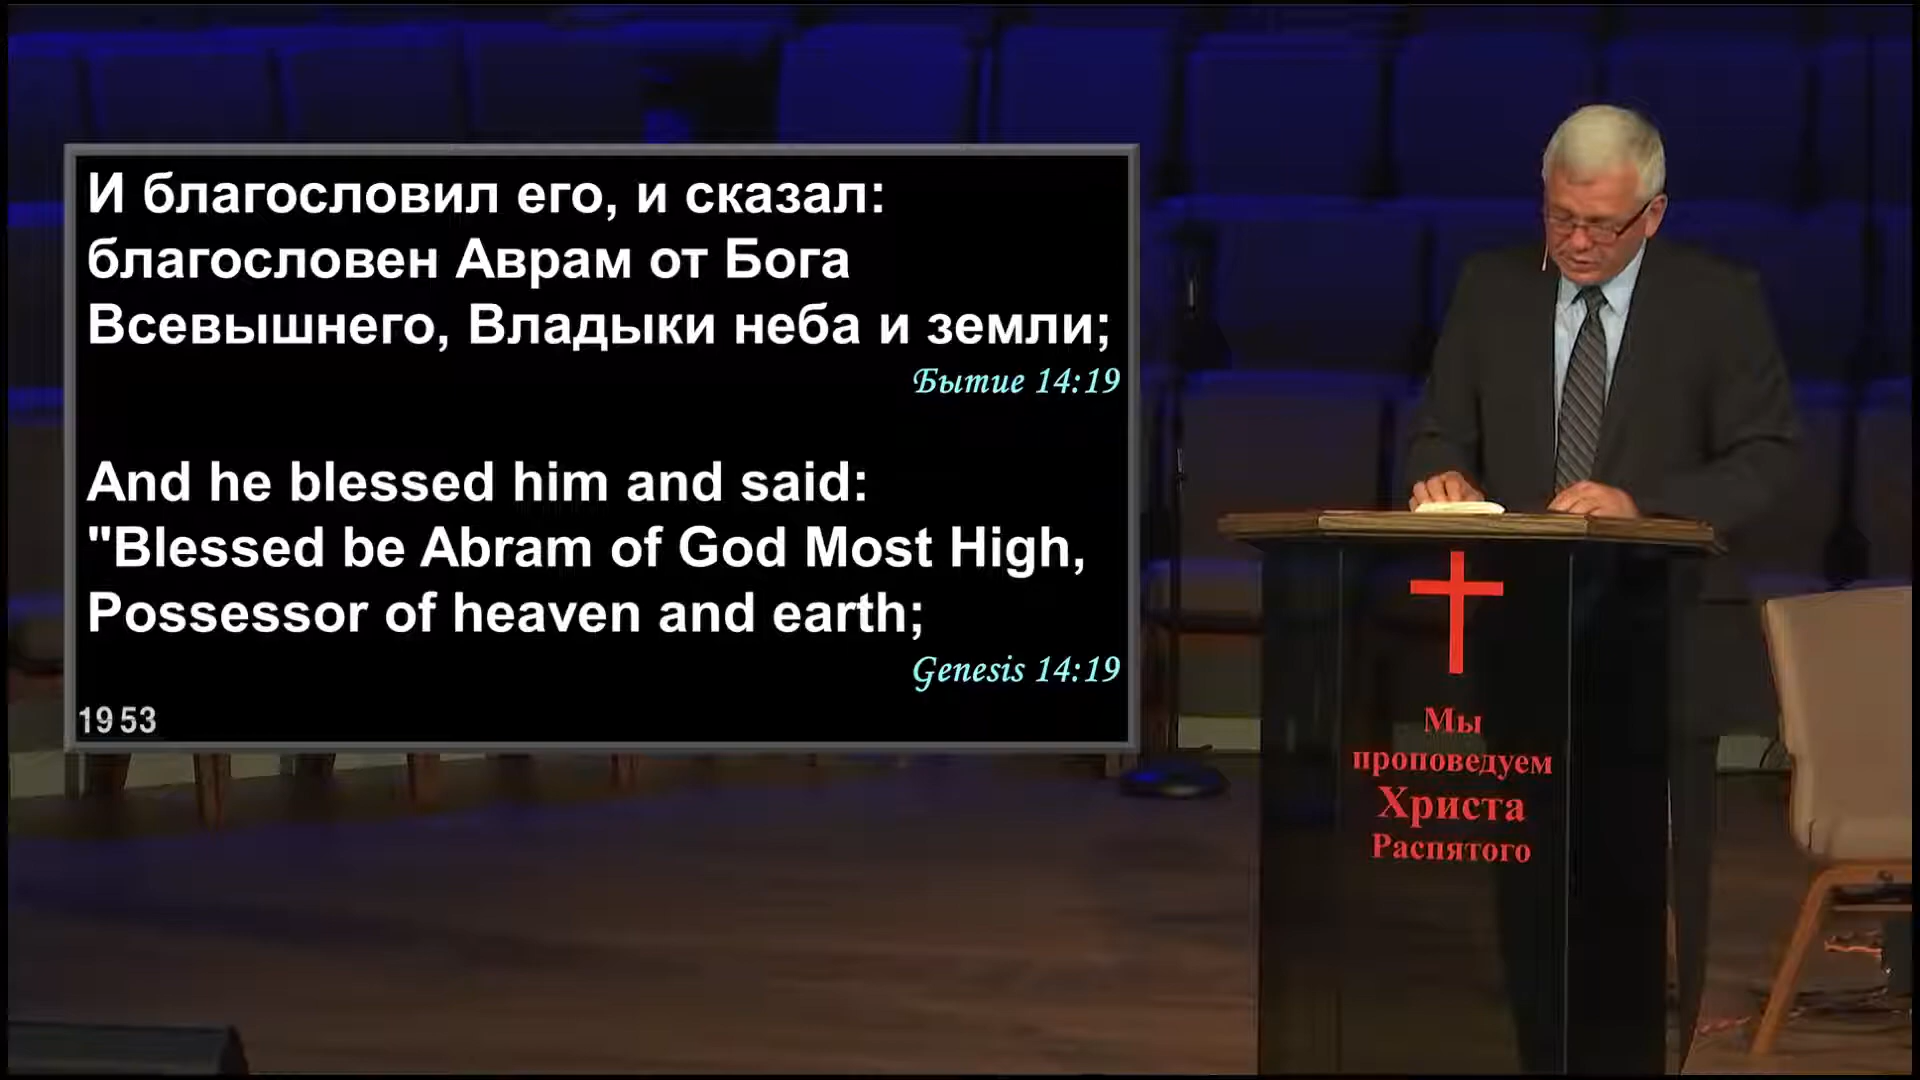 И благословил его, и сказал:
благословен Аврам от Бога
Всевышнего, Владыки неба и земли;
Бытие 14:19
And he blessed him and said:
"Blessed be Abram of God Most High,
Possessor of heaven and earth;
Genesis 14:19
19 53
Мы
проповедуем
Христа
Распятого